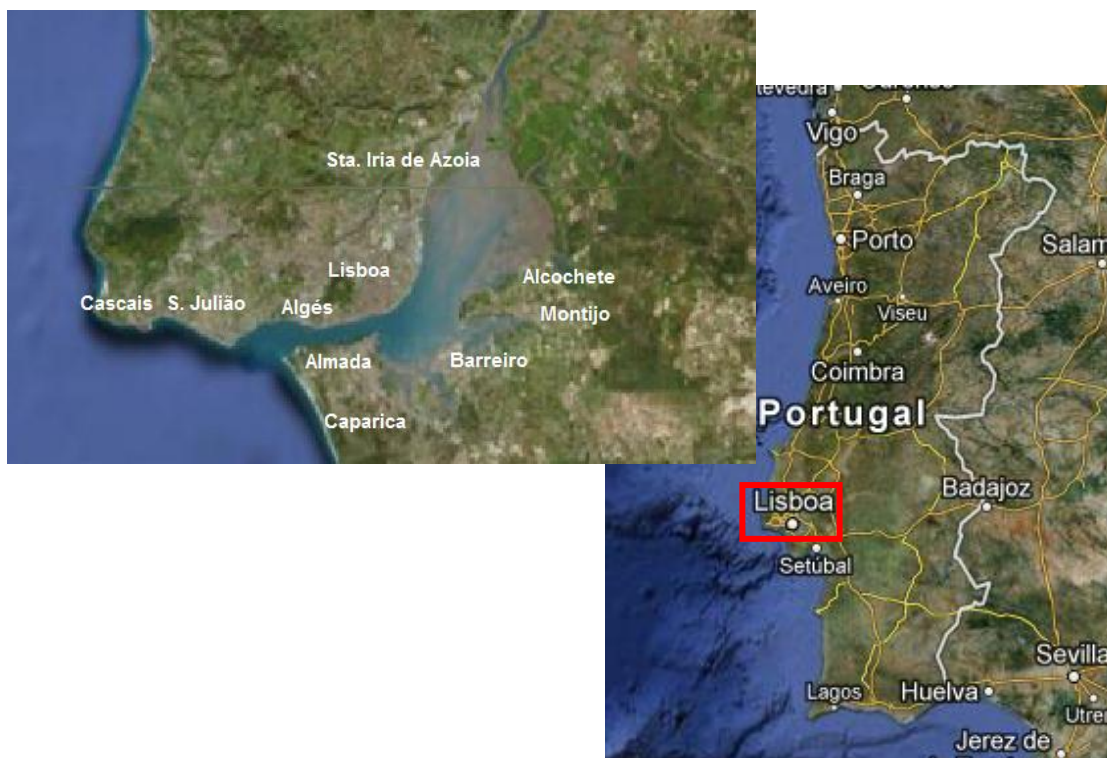 Sta. Iria de Azoia
Lisboa
Alcochete
Cascais
S. Julião
Algés
Montijo
Almada
Barreiro
Caparica
Vigo
Braga
Porto
Salam
Aveiro
Viseu
Coimbra
Portugal
Badajoz
Lisboa
Setúbal
Sevilla
Lagos
Huelva
Utrer
Jerez de